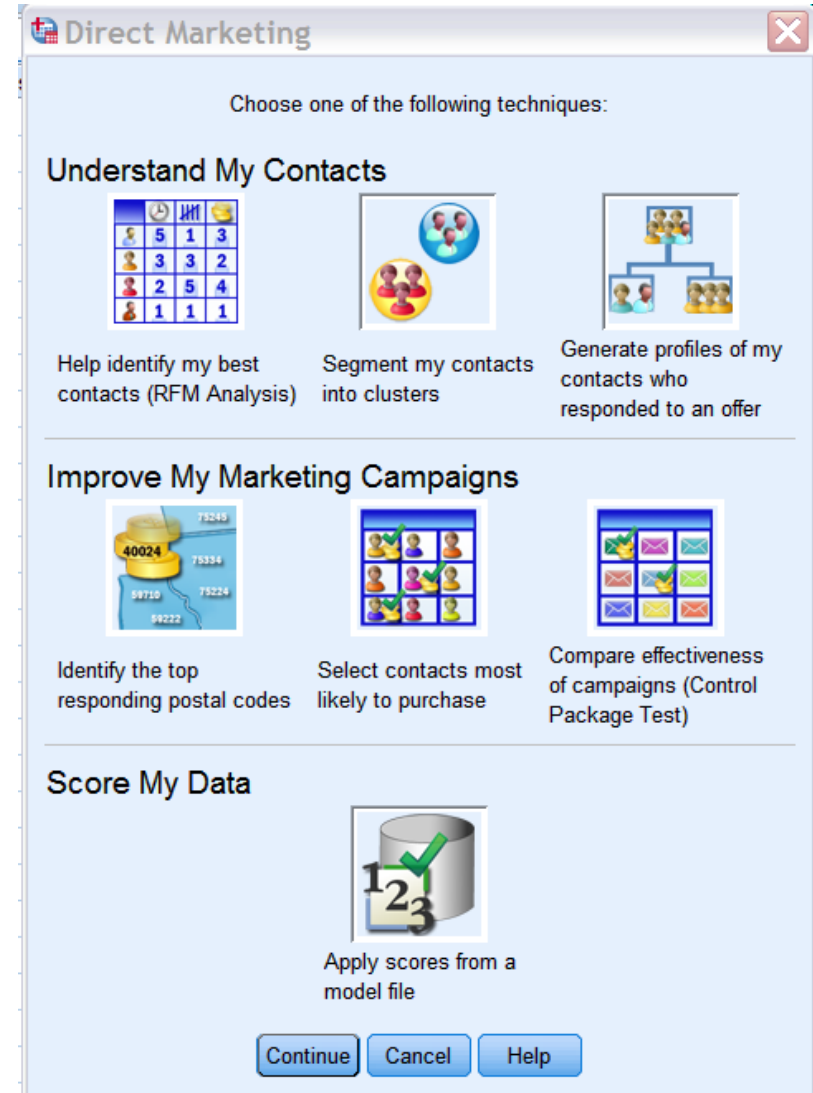 Direct Marketing
Choose one of the following techniques:
Understand My Contacts
5 1 3
3 3 2
2 5 4
1 1 1
Help identify my best
contacts (RFM Analysis)
Segment my contacts
into clusters
Generate profiles of my
contacts who
responded to an offer
Improve My Marketing Campaigns
75245
40024
75334
59710
75224
59222
Identify the top
responding postal codes
Select contacts most
likely to purchase
Compare effectiveness
of campaigns (Control
Package Test)
Score My Data
123
Apply scores from a
model file
Continue
Cancel
Help